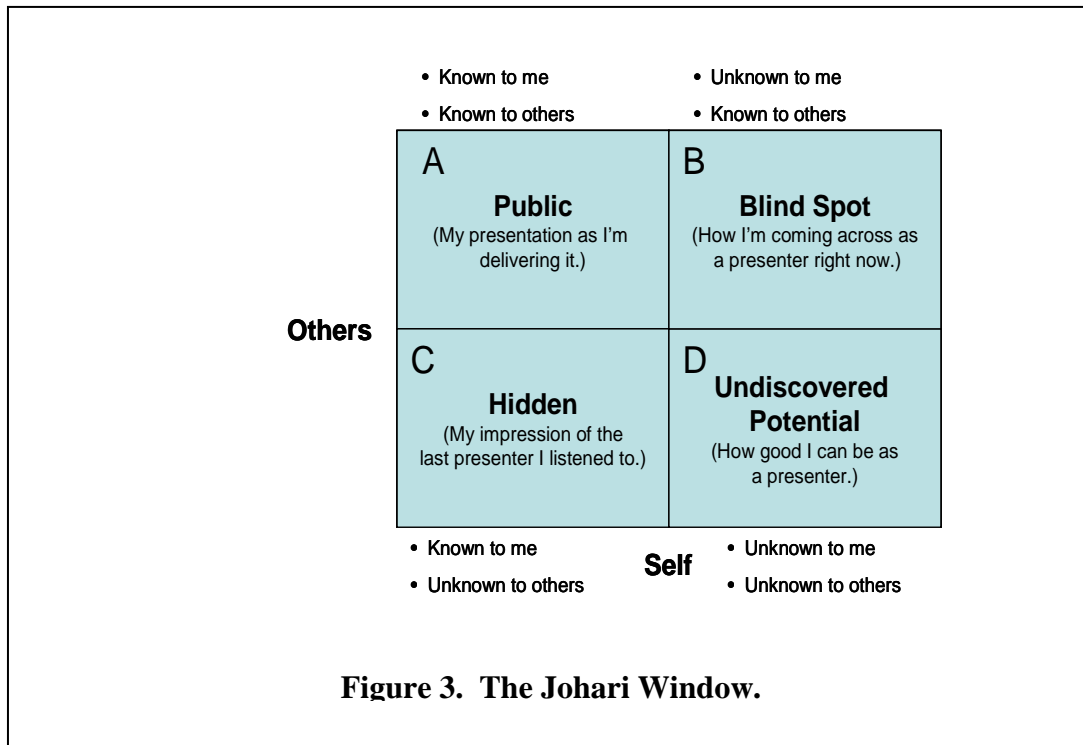 • Known to me
• Known to others
• Unknown to me
• Known to others
A
Public
(My presentation as I'm
delivering it.)
B
Blind Spot
(How I'm coming across as
a presenter right now.)
Others
C
Hidden
(My impression of the
last presenter I listened to.)
D
Undiscovered
Potential
(How good I can be as
a presenter.)
• Known to me
• Unknown to others
Self
• Unknown to me
• Unknown to others
Figure 3. The Johari Window.